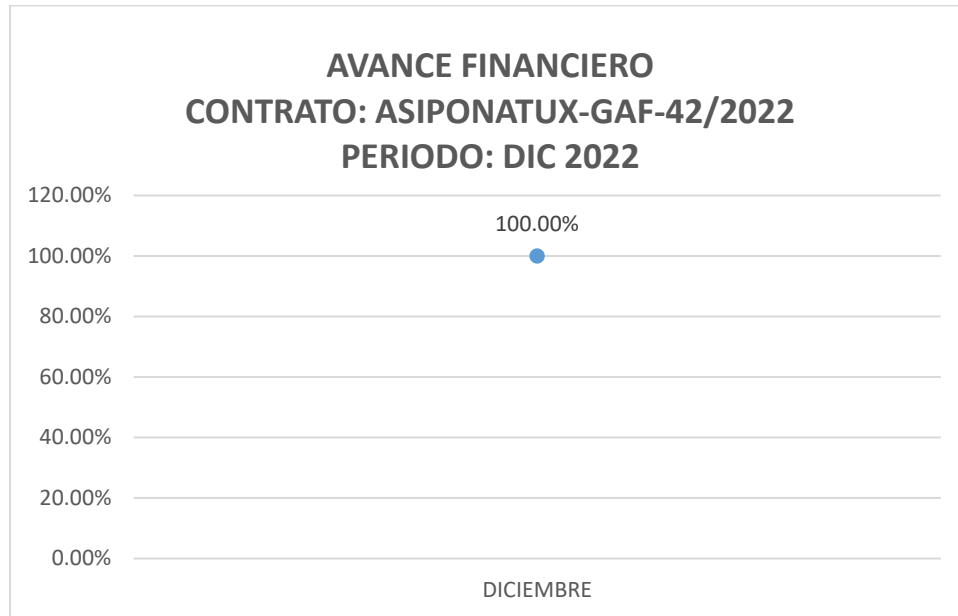 AVANCE FINANCIERO
CONTRATO: ASIPONATUX-GAF-42/2022
PERIODO: DIC 2022
120.00%
100.00%
100.00%
80.00%
60.00%
40.00%
20.00%
0.00%
DICIEMBRE